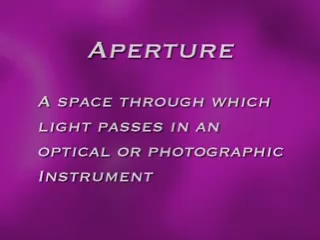 Aperture
A space through which
light passes in an
optical or photographic
Instrument